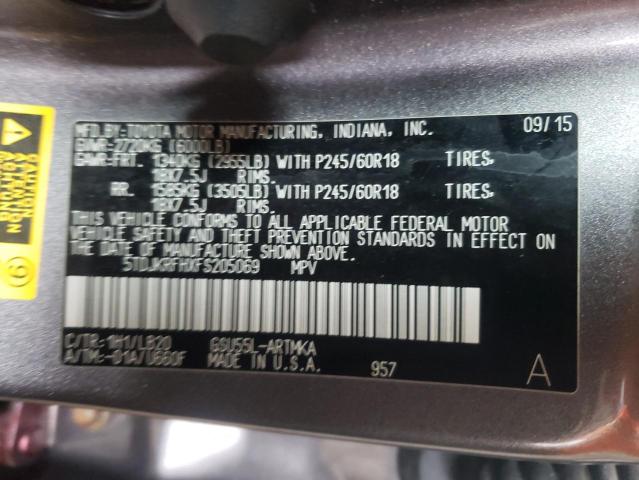 MFD.BY:TOYOTA MOTOR MANUFACTURING, INDIANA, INC. 09/15
GVWR-2720KG (6000LB)
GAWR-FRT. 1340KG (2955LB) WITH P245/60R18 TIRES,
18X7.5J RIMS,
RR. 1585KG (3505LB) WITH P245/60R18 TIRES,
18X7.5J RIMS,
THIS VEHICLE CONFORMS TO ALL APPLICABLE FEDERAL MOTOR
VEHICLE SAFETY AND THEFT PREVENTION STANDARDS IN EFFECT ON
THE DATE OF MANUFACTURE SHOWN ABOVE.
5TDJKRFHXFS205069 MPV
C/TR: 1H1/LB20 GSU55L-ARTMKA
A/TM:-01A/U660F MADE IN U.S.A. 957 A
CAUTION